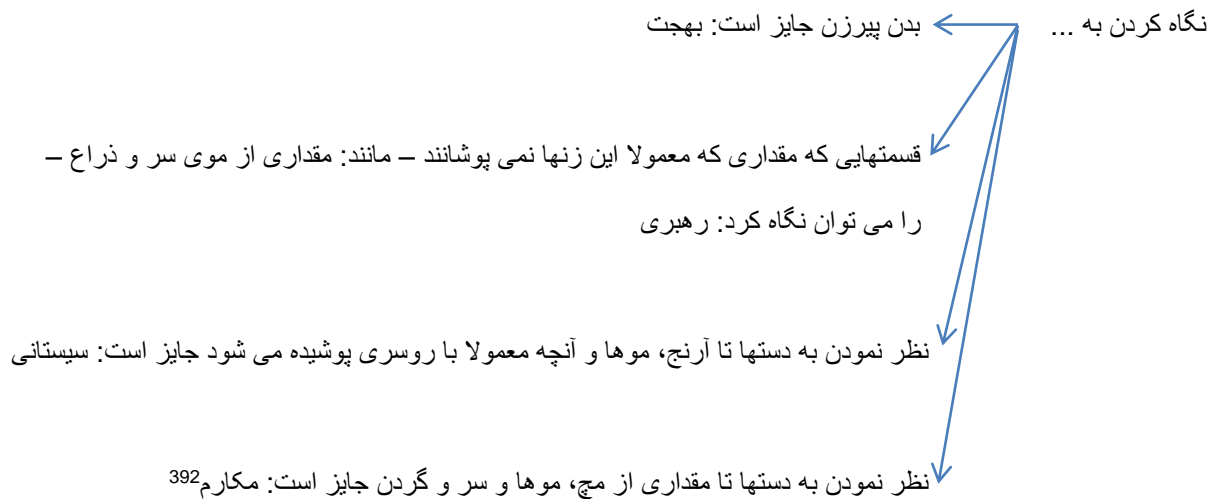 نگاه کردن به ... بدن پیرزن جایز است: بهجت
قسمتهایی که مقداری که معمولا این زنها نمی پوشانند – مانند: مقداری از موی سر و ذراع –
را می توان نگاه کرد: رهبری
نظر نمودن به دستها تا آرنج، موها و آنچه معمولا با روسری پوشیده می شود جایز است: سیستانی
نظر نمودن به دستها تا مقداری از مچ، موها و سر و گردن جایز است: مکارم392